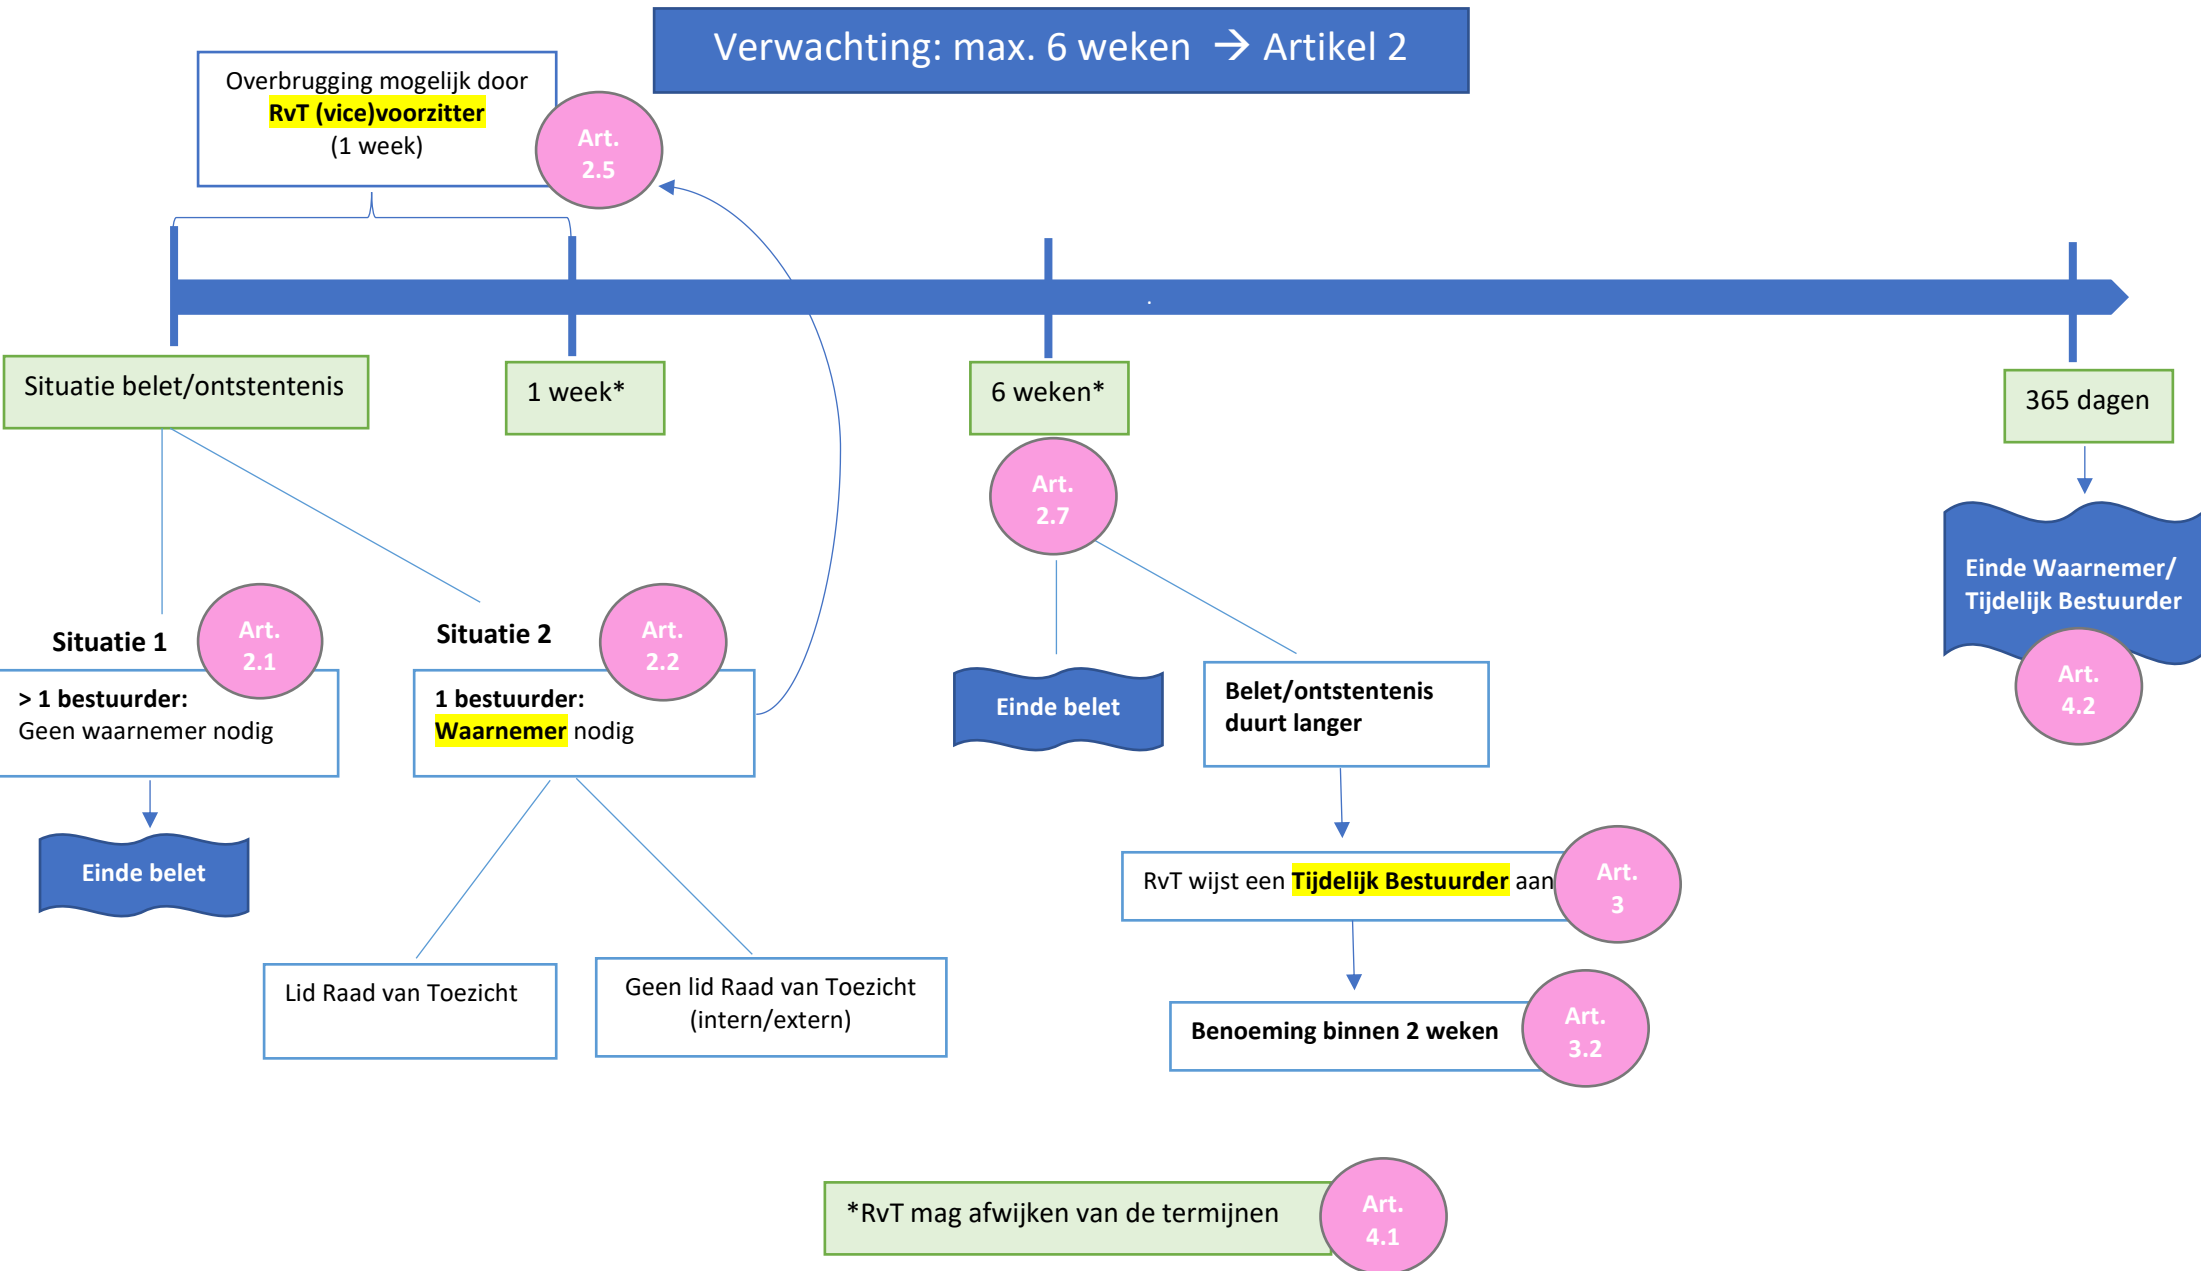 Verwachting: max. 6 weken → Artikel 2
Overbrugging mogelijk door
RvT (vice)voorzitter
(1 week)
Art.
2.5
Situatie belet/ontstentenis
1 week*
6 weken*
365 dagen
Art.
2.7
Einde Waarnemer/
Tijdelijk Bestuurder
Art.
4.2
Situatie 1
Art.
2.1
> 1 bestuurder:
Geen waarnemer nodig
Einde belet
Situatie 2
Art.
2.2
1 bestuurder:
Waarnemer nodig
Lid Raad van Toezicht
Geen lid Raad van Toezicht
(intern/extern)
Einde belet
Belet/ontstentenis
duurt langer
RvT wijst een Tijdelijk Bestuurder aan
Art.
3
Benoeming binnen 2 weken
Art.
3.2
*RvT mag afwijken van de termijnen
Art.
4.1